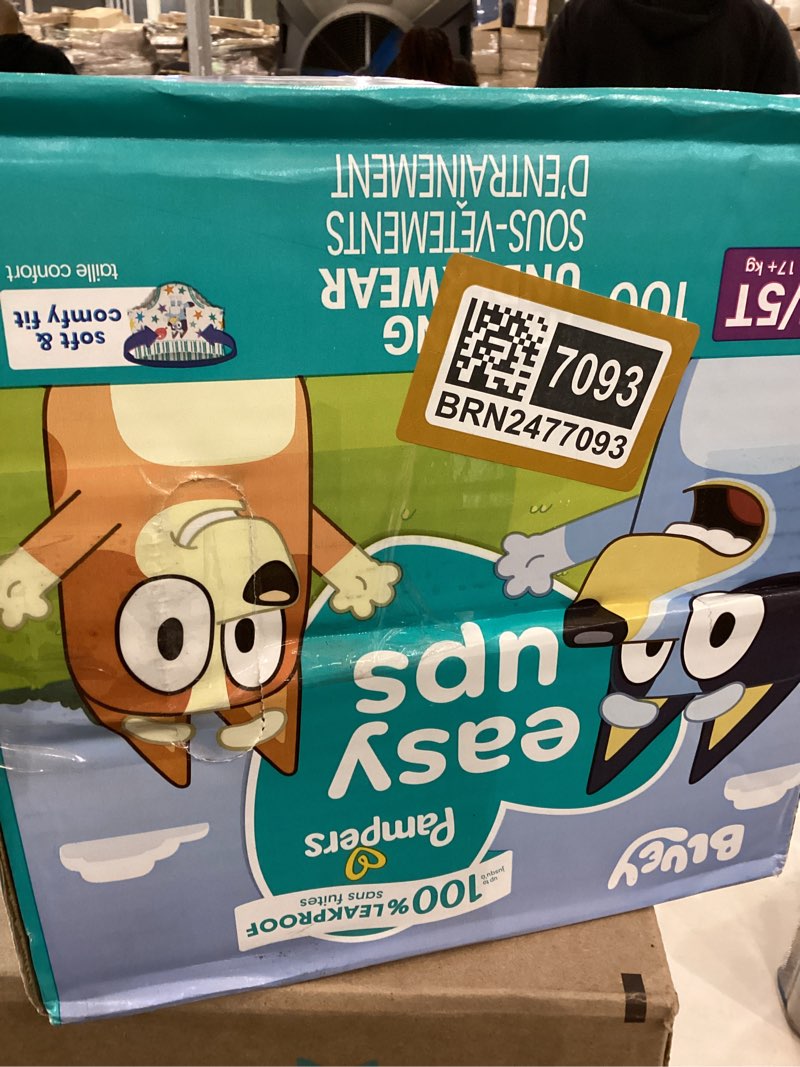 BLUEY
up to
jusqu'à
100% LEAKPROOF
sans fuites
Pampers
easy
ups
7093
BRN2477093
/5T
17+ kg
100
WEAR
SOUS-VÊTEMENTS
D'ENTRAÎNEMENT
soft &
comfy fit
taille confort